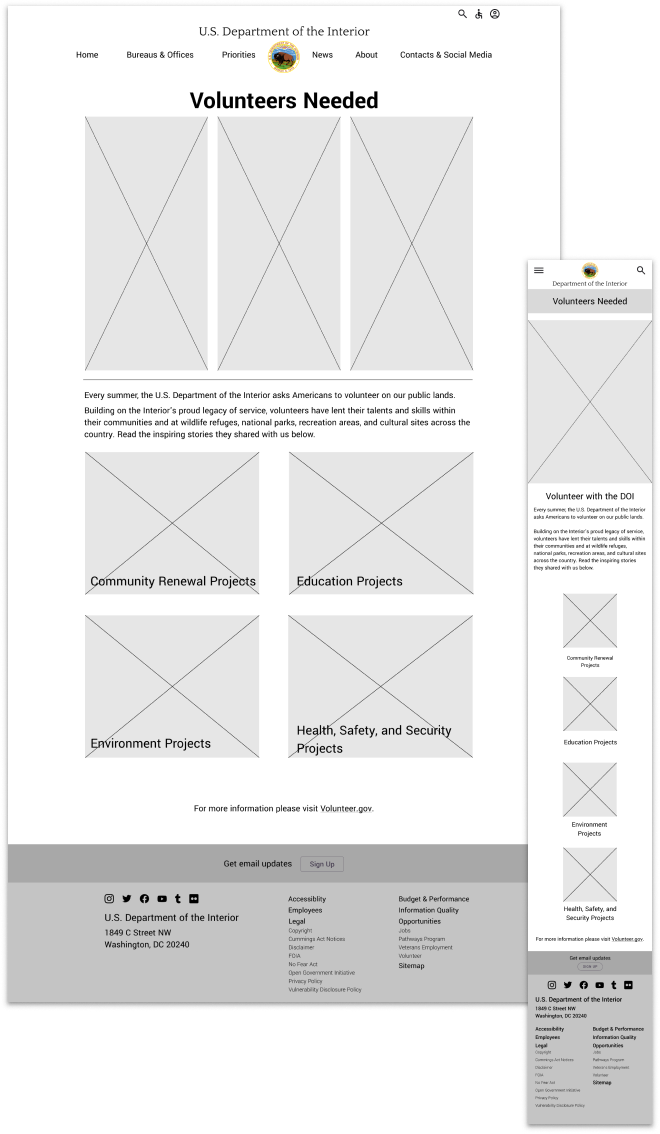 U.S. Department of the Interior
Home Bureaus & Offices Priorities News About Contacts & Social Media
Volunteers Needed
Every summer, the U.S. Department of the Interior asks Americans to volunteer on our public lands.
Building on the Interior's proud legacy of service, volunteers have lent their talents and skills within
their communities and at wildlife refuges, national parks, recreation areas, and cultural sites across the
country. Read the inspiring stories they shared with us below.
Community Renewal Projects
Education Projects
Environment Projects
Health, Safety, and Security
Projects
For more information please visit Volunteer.gov.
Get email updates Sign Up
U.S. Department of the Interior
1849 C Street NW
Washington, DC 20240
Accessiblity
Employees
Legal
Copyright
Cummings Act Notices
Disclaimer
FOIA
No Fear Act
Open Government Initiative
Privacy Policy
Vulnerability Disclosure Policy
Budget & Performance
Information Quality
Opportunities
Jobs
Pathways Program
Veterans Employment
Volunteer
Sitemap
Department of the Interior
Volunteers Needed
Volunteer with the DOI
Every summer, the U.S. Department of the Interior
asks Americans to volunteer on our public lands.
Building on the Interior's proud legacy of service,
volunteers have lent their talents and skills within
their communities and at wildlife refuges,
national parks, recreation areas, and cultural sites
across the country. Read the inspiring stories
they shared with us below.
Community Renewal
Projects
Education Projects
Environment
Projects
Health, Safety, and
Security Projects
For more information please visit Volunteer.gov.
Get email updates
SIGN UP
U.S. Department of the Interior
1849 C Street NW
Washington, DC 20240
Accessibility
Employees
Legal
Copyright
Cummings Act Notices
Disclaimer
FOIA
No Fear Act
Open Government Initiative
Privacy Policy
Vulnerability Disclosure Policy
Budget & Performance
Information Quality
Opportunities
Jobs
Pathways Program
Veterans Employment
Volunteer
Sitemap